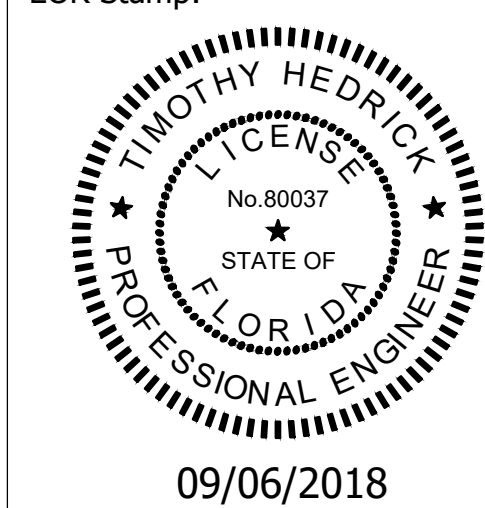 EOR Stamp:
TIMOTHY HEDRICK
LICENSE
No.80037
STATE OF
FLORIDA
PROFESSIONAL ENGINEER
09/06/2018